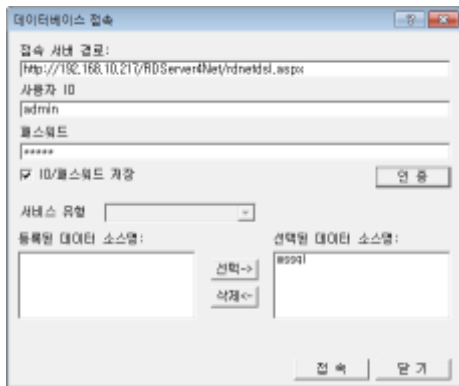 데이터베이스 접속
접속 서버 경로:
http://192.168.10.217/RDServer4Net/rdnetdsl.aspx
사용자 ID
admin
패스워드
*****
ID/패스워드 저장
인 증
서비스 유형
등록된 데이터 소스명:
선택된 데이터 소스명:
mssql
선택->
삭제<-
접 속
닫 기